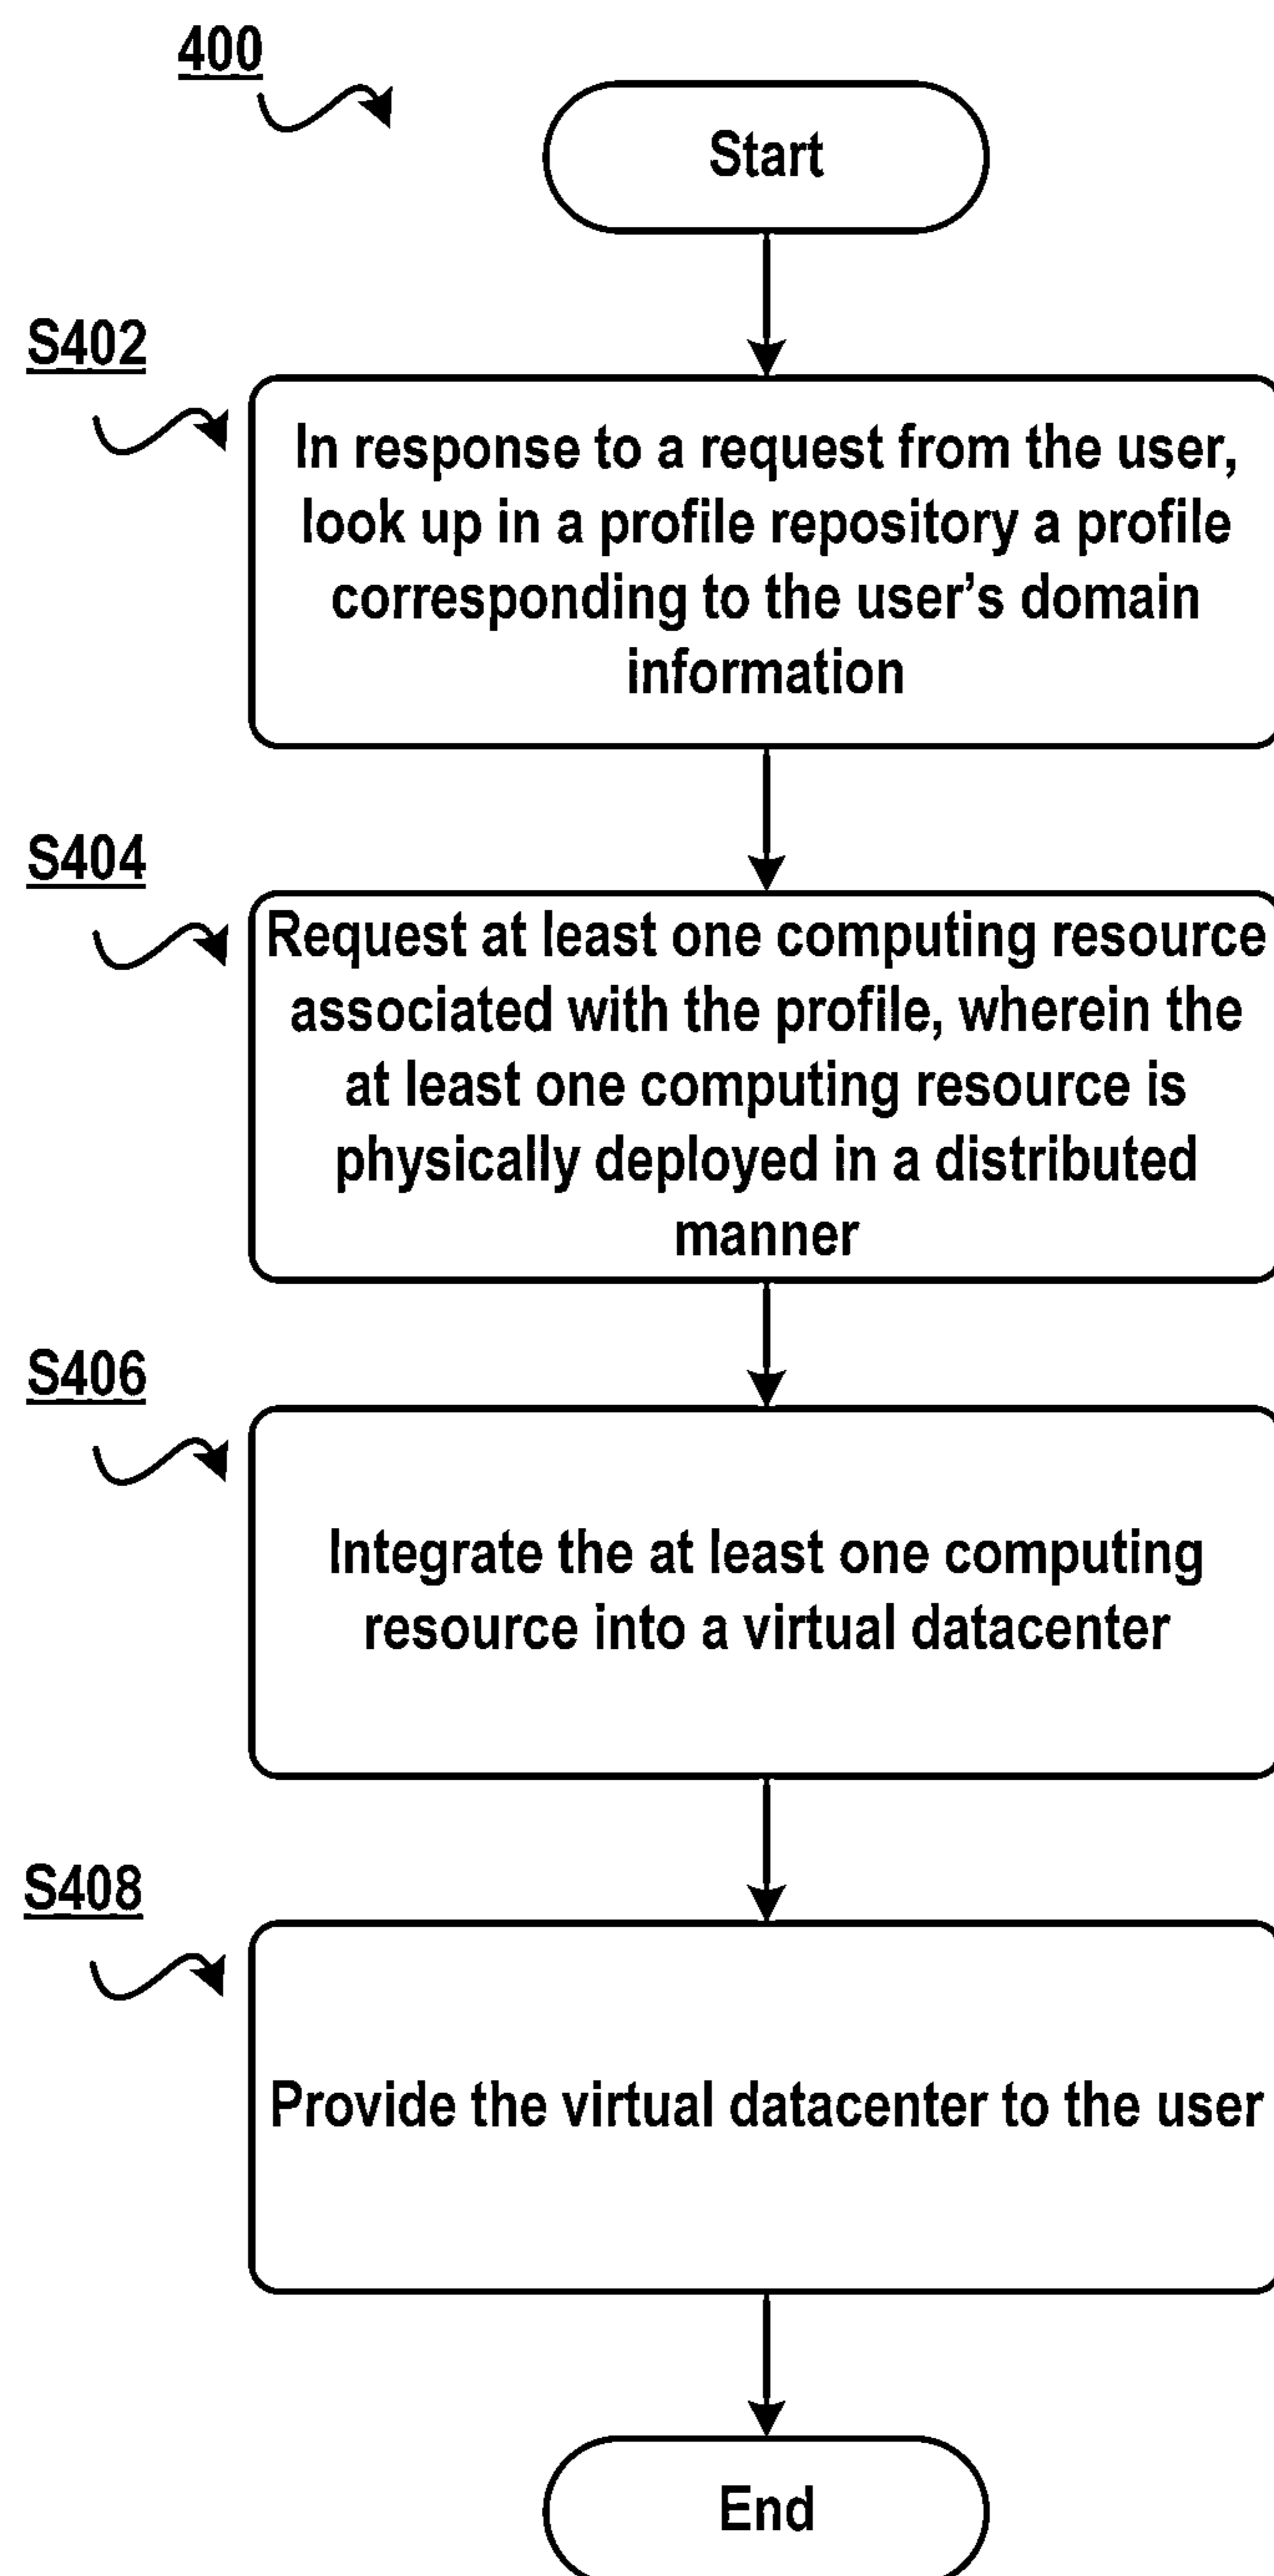 400
Start
S402
In response to a request from the user,
look up in a profile repository a profile
corresponding to the user’s domain
information
S404
Request at least one computing resource
associated with the profile, wherein the
at least one computing resource is
physically deployed in a distributed
manner
S406
Integrate the at least one computing
resource into a virtual datacenter
S408
Provide the virtual datacenter to the user
End